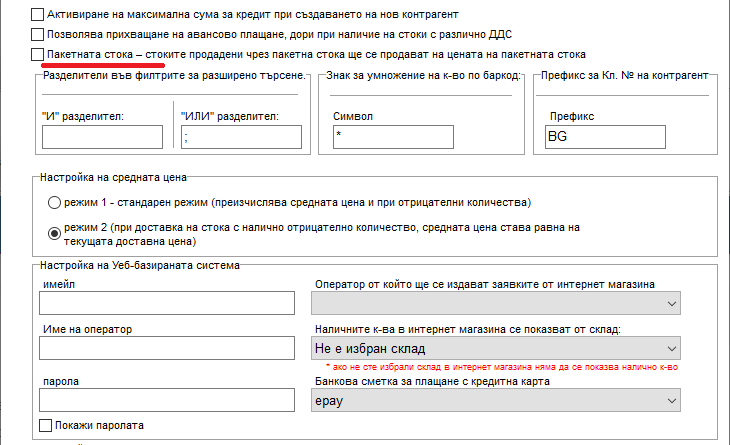 Активиране на максимална сума за кредит при създаването на нов контрагент
Позволява прихващане на авансово плащане, дори при наличие на стоки с различно ДДС
Пакетната стока – стоките продадени чрез пакетна стока ще се продават на цената на пакетната стока
Разделители във филтрите за разширено търсене.
Знак за умножение на к-во по баркод:
Префикс за Кл. № на контрагент
"И" разделител:
"ИЛИ" разделител:
Символ
Префикс
;
*
BG
Настройка на средната цена
режим 1 - стандарен режим (преизчислява средната цена и при отрицателни количества)
режим 2 (при доставка на стока с налично отрицателно количество, средната цена става равна на
текущата доставна цена)
Настройка на Уеб-базираната система
имейл
Оператор от който ще се издават заявките от интернет магазина
Име на оператор
Наличните к-ва в интернет магазина се показват от склад:
Не е избран склад
* ако не сте избрали склад в интернет магазина няма да се показва налично к-во
парола
Банкова сметка за плащане с кредитна карта
epay
Покажи паролата